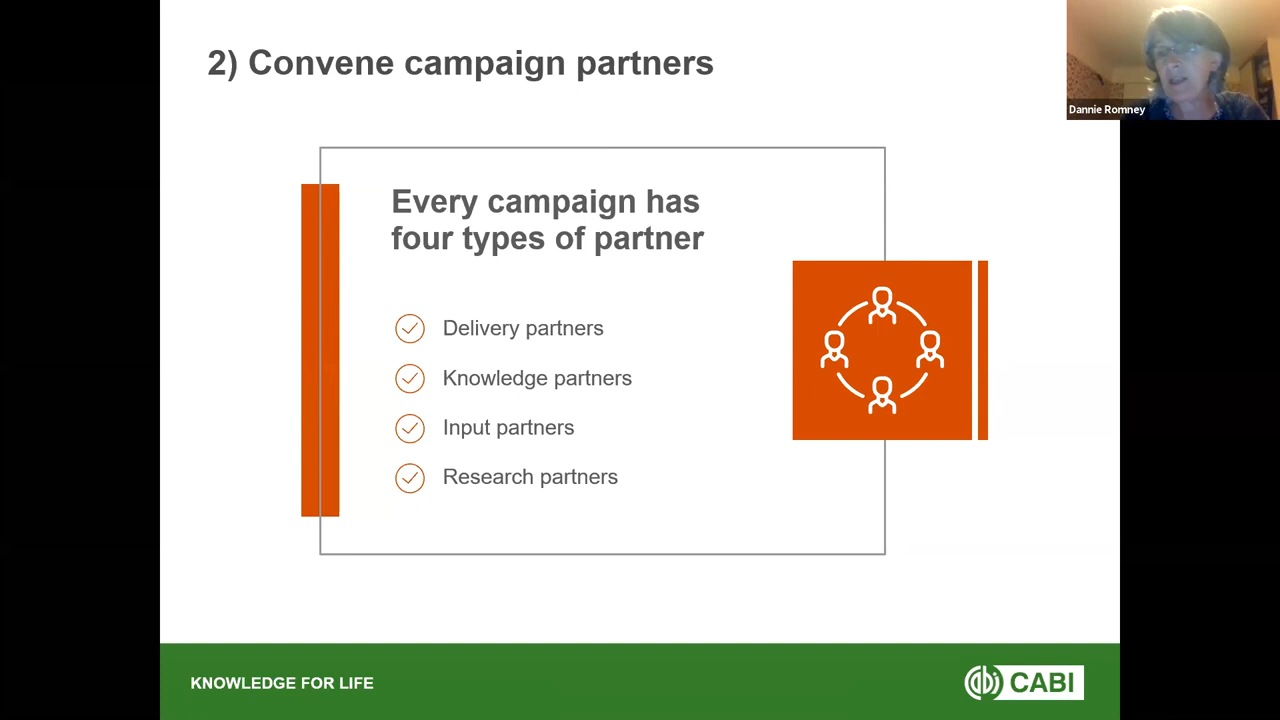 2) Convene campaign partners
Dannie Romney
Every campaign has
four types of partner
Delivery partners
Knowledge partners
Input partners
Research partners
KNOWLEDGE FOR LIFE
cabi CABI